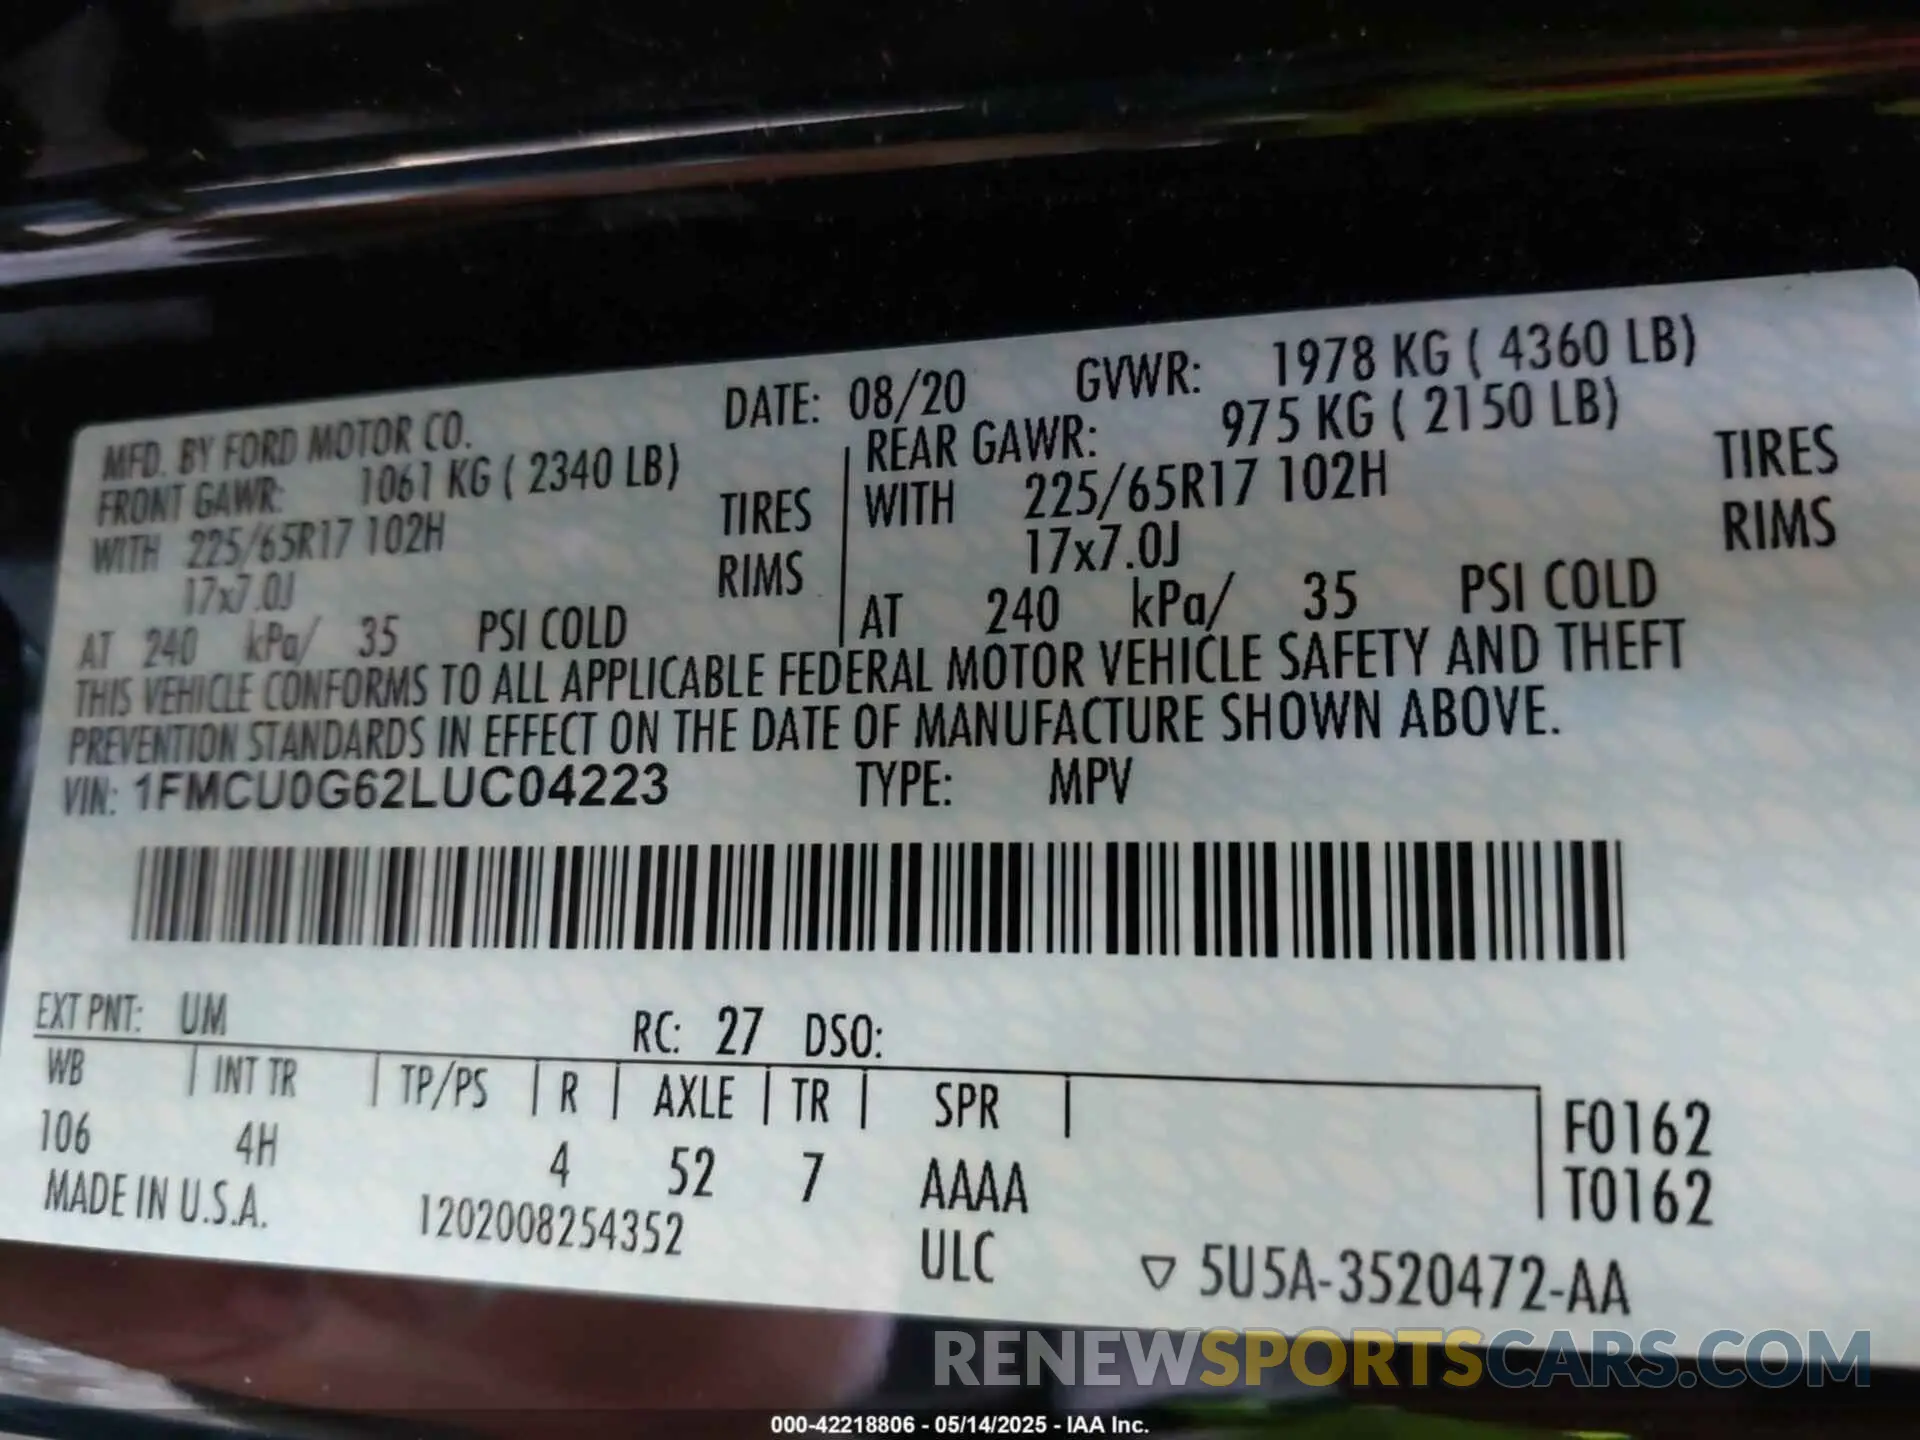 MFD. BY FORD MOTOR CO. DATE: 08/20 GVWR: 1978 KG ( 4360 LB)
FRONT GAWR: 1061 KG ( 2340 LB) REAR GAWR: 975 KG ( 2150 LB)
WITH 225/65R17 102H TIRES WITH 225/65R17 102H TIRES
17x7.0J RIMS 17x7.0J RIMS
AT 240 kPa/ 35 PSI COLD AT 240 kPa/ 35 PSI COLD
THIS VEHICLE CONFORMS TO ALL APPLICABLE FEDERAL MOTOR VEHICLE SAFETY AND THEFT
PREVENTION STANDARDS IN EFFECT ON THE DATE OF MANUFACTURE SHOWN ABOVE.
VIN: 1FMCU0G62LUC04223 TYPE: MPV
EXT PNT: UM RC: 27 DSO:
WB INT TR TP/PS R AXLE TR SPR F0162
106 4H 4 52 7 AAAA T0162
MADE IN U.S.A. 1202008254352 ULC ▽ 5U5A-3520472-AA
RENEWSPORTSCARS.COM
000-42218806 - 05/14/2025 - IAA Inc.